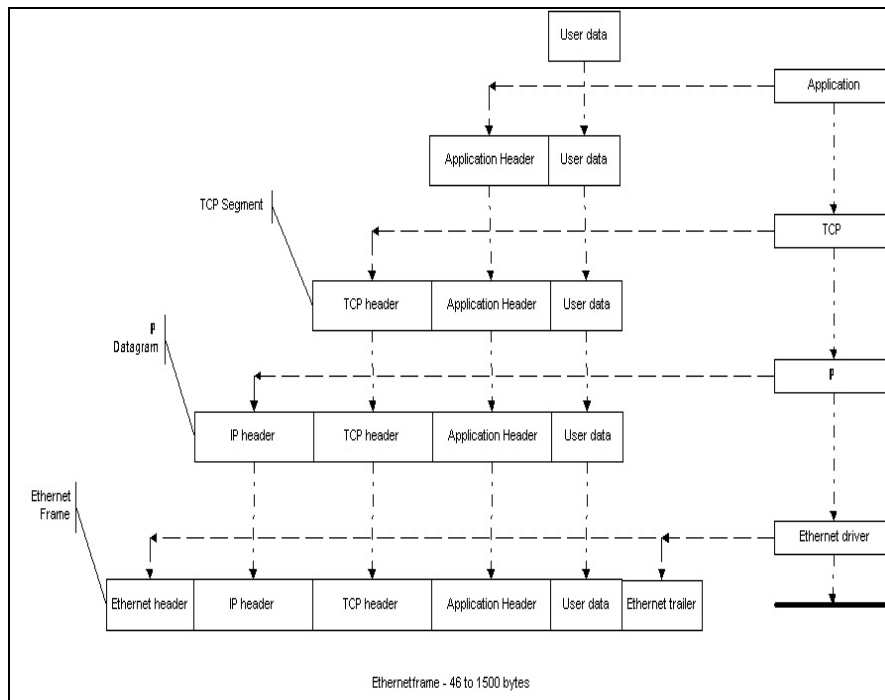 User data
Application
Application Header User data
TCP Segment
TCP
TCP header Application Header User data
P
Datagram
P
IP header TCP header Application Header User data
Ethernet
Frame
Ethernet driver
Ethernet header IP header TCP header Application Header User data Ethernet trailer
Ethernetframe - 46 to 1500 bytes